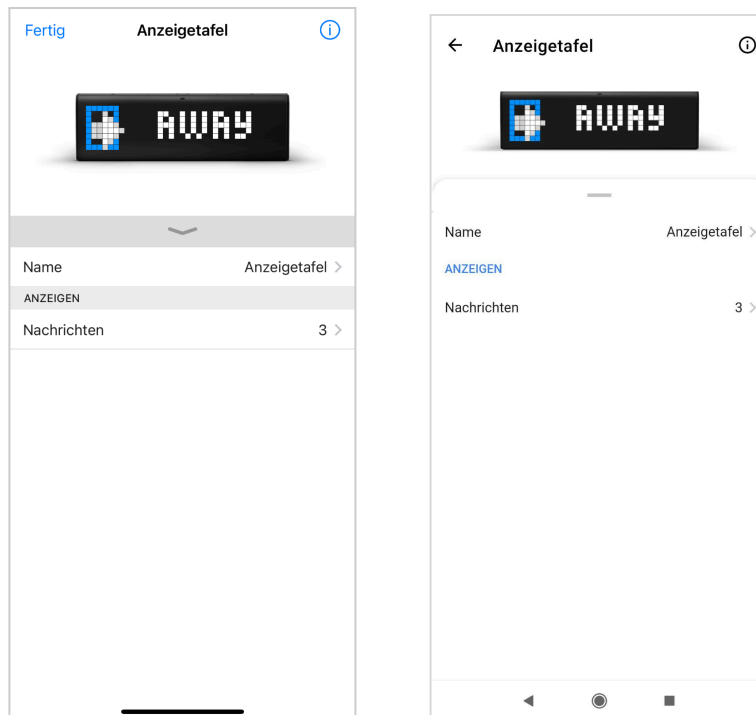 Fertig Anzeigetafel
AWAY
Name Anzeigetafel
ANZEIGEN
Nachrichten 3
Anzeigetafel
AWAY
Name Anzeigetafel
ANZEIGEN
Nachrichten 3